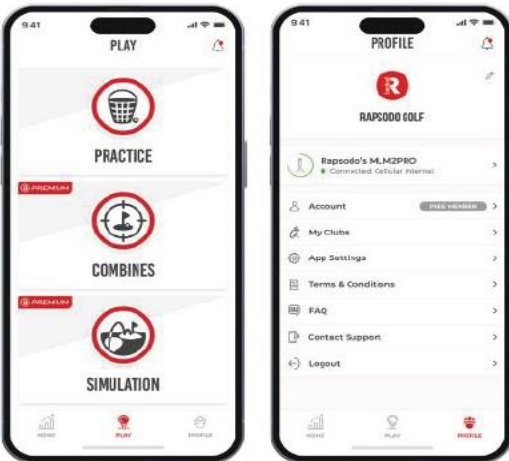 9:41
PLAY
PRACTICE
PREMIUM
COMBINES
PREMIUM
SIMULATION
HOME
PLAY
PROFILE
9:41
PROFILE
R
RAPSODO GOLF
Rapsodo's MLM2PRO
Connected: Cellular Internet
Account
FREE MEMBER
My Clubs
App Settings
Terms & Conditions
FAQ
Contact Support
Logout
HOME
PLAY
PROFILE